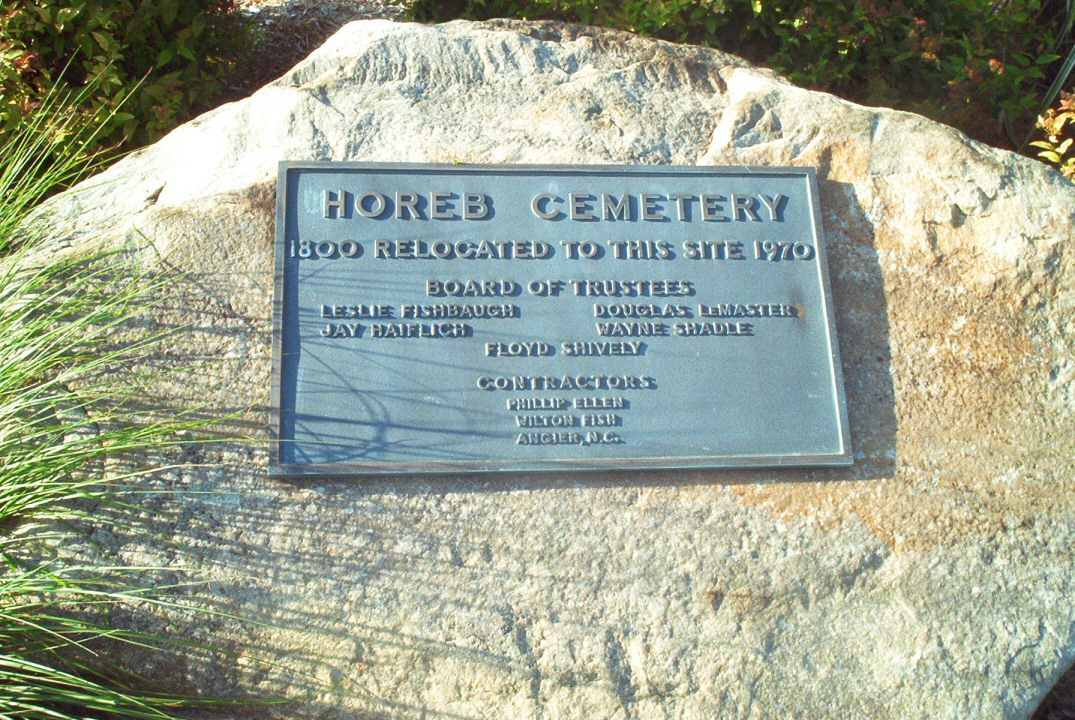 HOREB CEMETERY
1800 RELOCATED TO THIS SITE 1970
BOARD OF TRUSTEES
LESLIE FISHBAUGH DOUGLAS LEMASTER
JAY HAIFLICH WAYNE SHADLE
FLOYD SHIVELY
CONTRACTORS
PHILLIP ELLEN
WILTON FISH
ANGIER, N.C.